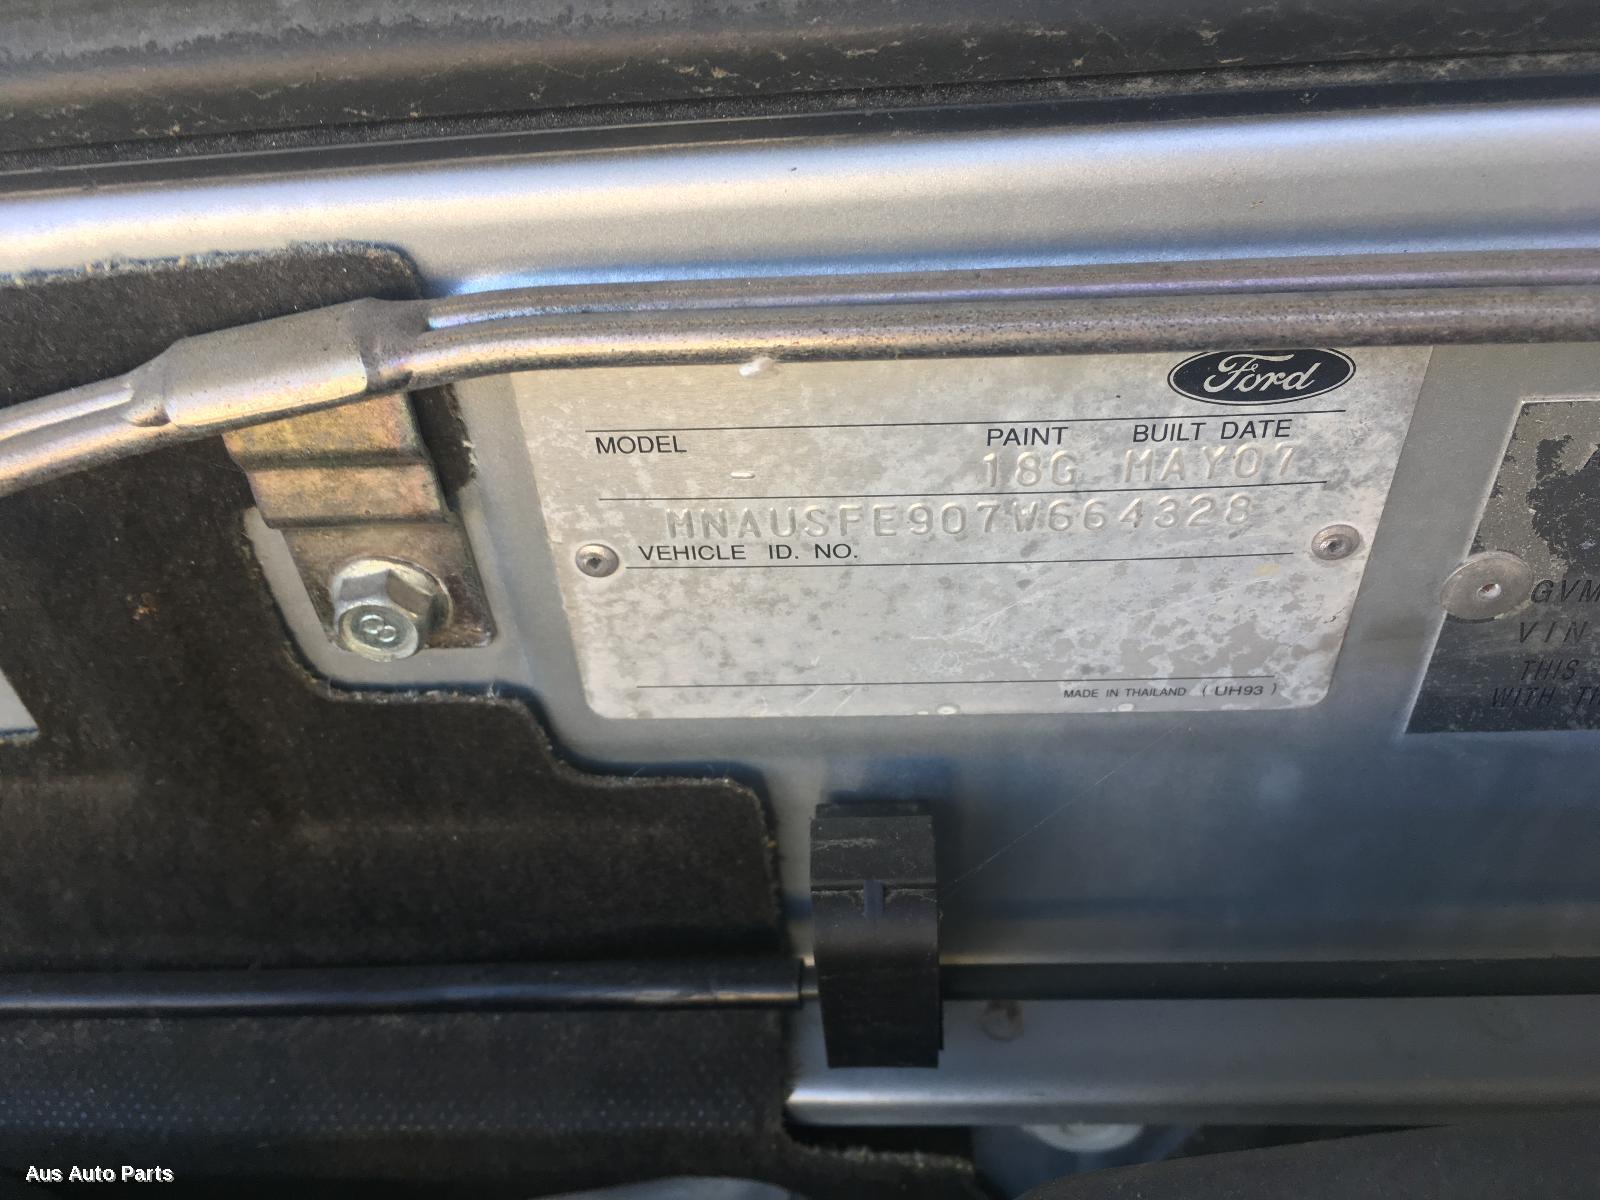 Ford
MODEL PAINT BUILT DATE
- 18G MAY07
MNAUSFE907W664328
VEHICLE ID. NO.
MADE IN THAILAND (UH93)
GVM
VIN
THIS
WITH
Aus Auto Parts